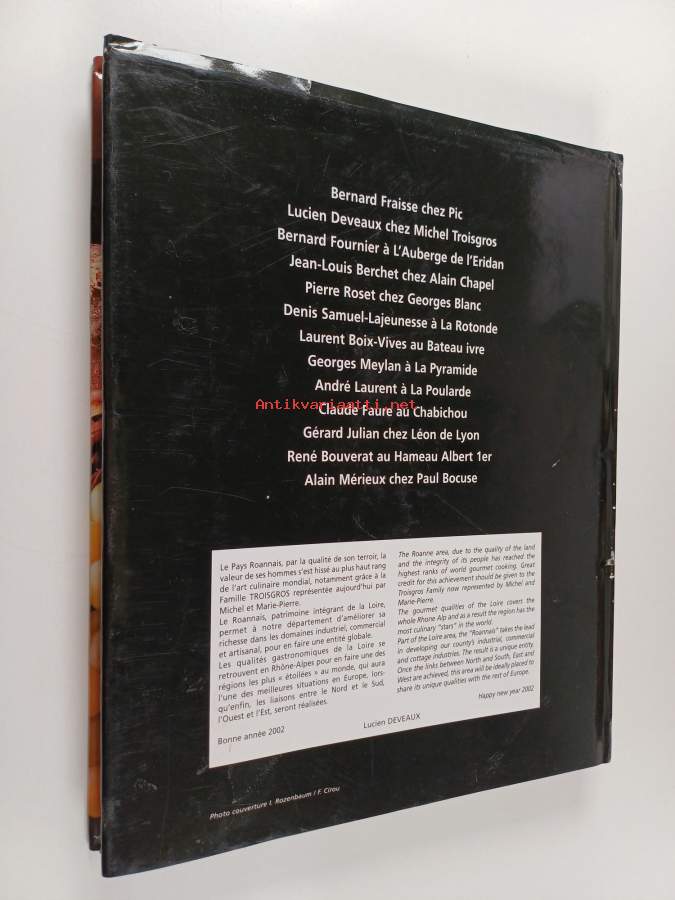 Bernard Fraisse chez Pic
Lucien Deveaux chez Michel Troisgros
Bernard Fournier à L'Auberge de l'Eridan
Jean-Louis Berchet chez Alain Chapel
Pierre Roset chez Georges Blanc
Denis Samuel-Lajeunesse à La Rotonde
Laurent Boix-Vives au Bateau ivre
Georges Meylan à La Pyramide
André Laurent à La Poularde
Antikvariaatti.net
Claude Faure au Chabichou
Gérard Julian chez Léon de Lyon
René Bouverat au Hameau Albert 1er
Alain Mérieux chez Paul Bocuse
Le Pays Roannais, par la qualité de son terroir, la
valeur de ses hommes s'est hissé au plus haut rang
de l'art culinaire mondial, notamment grâce à la
Famille TROISGROS représentée aujourd'hui par
Michel et Marie-Pierre.
Le Roannais, patrimoine intégrant de la Loire,
permet à notre département d'améliorer sa
richesse dans les domaines industriel, commercial
et artisanal, pour en faire une entité globale.
Les qualités gastronomiques de la Loire se
retrouvent en Rhône-Alpes pour en faire une des
régions les plus « étoilées » au monde, qui aura
l'une des meilleures situations en Europe, lors-
qu'enfin, les liaisons entre le Nord et le Sud,
l'Ouest et l'Est, seront réalisées.
Bonne année 2002
The Roanne area, due to the quality of the land
and the integrity of its people has reached the
highest ranks of world gourmet cooking. Great
credit for this achievement should be given to the
Troisgros Family now represented by Michel and
Marie-Pierre.
The gourmet qualities of the Loire covers the
whole Rhone Alp and as a result the region has the
most culinary "stars" in the world.
Part of the Loire area, the "Roannais" takes the lead
in developing our county's industrial, commercial
and cottage industries. The result is a unique entity.
Once the links between North and South, East and
West are achieved, this area will be ideally placed to
share its unique qualities with the rest of Europe.
Happy new year 2002
Lucien DEVEAUX
Photo couverture I. Rozenbaum / F. Cirou